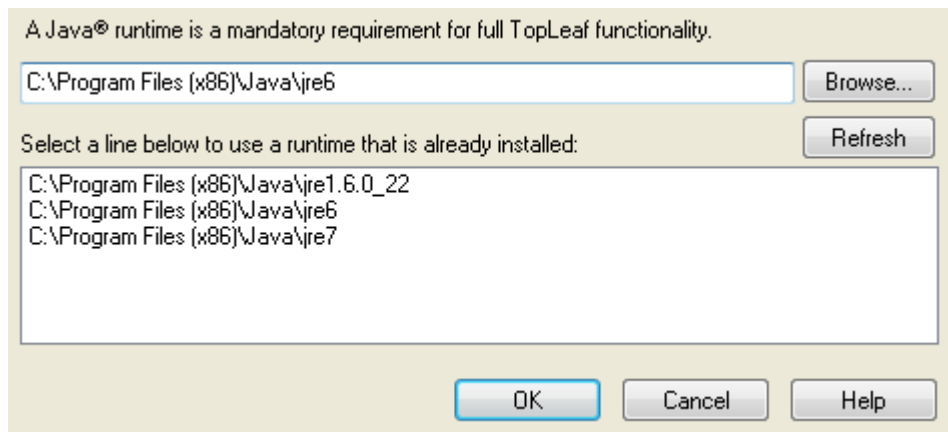 A Java® runtime is a mandatory requirement for full TopLeaf functionality.
C:\Program Files (x86)\Java\jre6
Browse...
Select a line below to use a runtime that is already installed:
Refresh
C:\Program Files (x86)\Java\jre1.6.0_22
C:\Program Files (x86)\Java\jre6
C:\Program Files (x86)\Java\jre7
OK
Cancel
Help